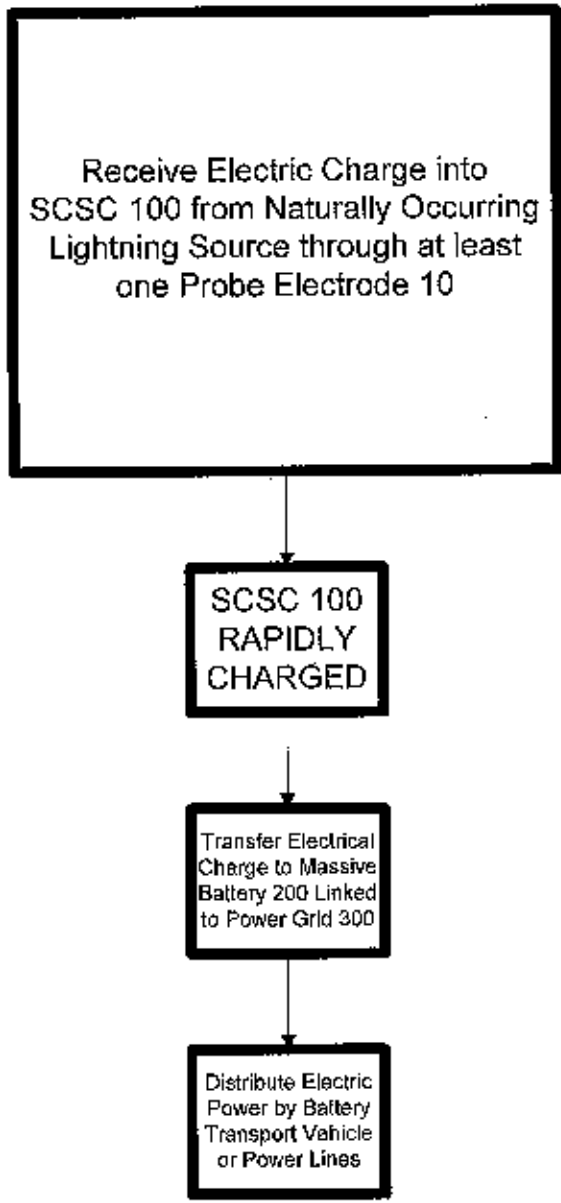 Receive Electric Charge into
SCSC 100 from Naturally Occurring
Lightning Source through at least
one Probe Electrode 10
SCSC 100
RAPIDLY
CHARGED
Transfer Electrical
Charge to Massive
Battery 200 Linked
to Power Grid 300
Distribute Electric
Power by Battery
Transport Vehicle
or Power Lines